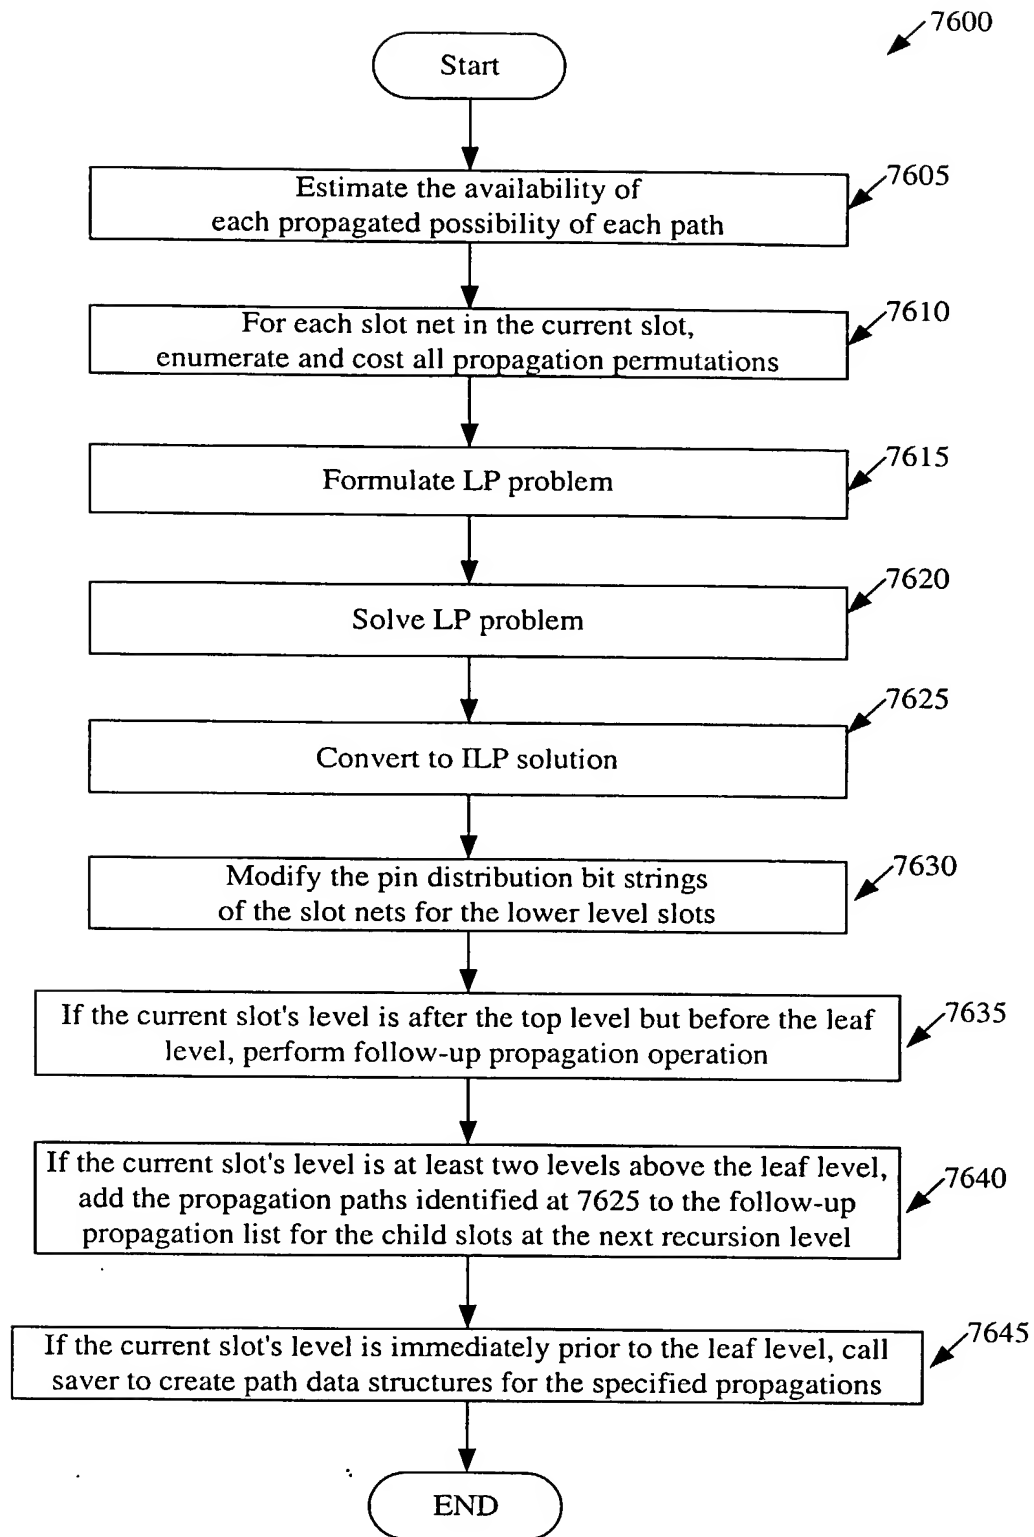 7600
Start
7605
Estimate the availability of
each propagated possibility of each path
7610
For each slot net in the current slot,
enumerate and cost all propagation permutations
7615
Formulate LP problem
7620
Solve LP problem
7625
Convert to ILP solution
7630
Modify the pin distribution bit strings
of the slot nets for the lower level slots
7635
If the current slot's level is after the top level but before the leaf
level, perform follow-up propagation operation
7640
If the current slot's level is at least two levels above the leaf level,
add the propagation paths identified at 7625 to the follow-up
propagation list for the child slots at the next recursion level
7645
If the current slot's level is immediately prior to the leaf level, call
saver to create path data structures for the specified propagations
END